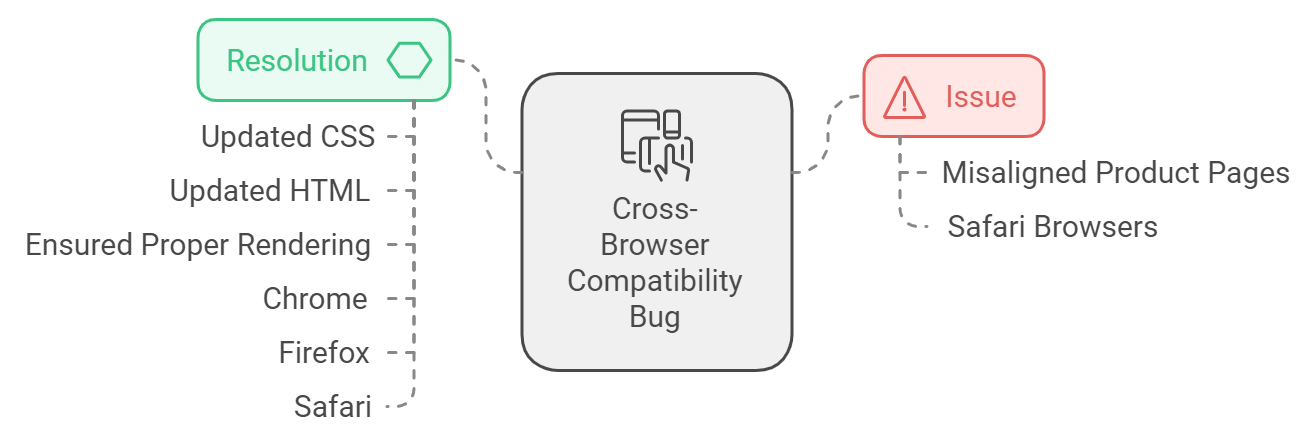 Resolution
Updated CSS
Updated HTML
Ensured Proper Rendering
Chrome
Firefox
Safari
Cross-
Browser
Compatibility
Bug
Issue
Misaligned Product Pages
Safari Browsers